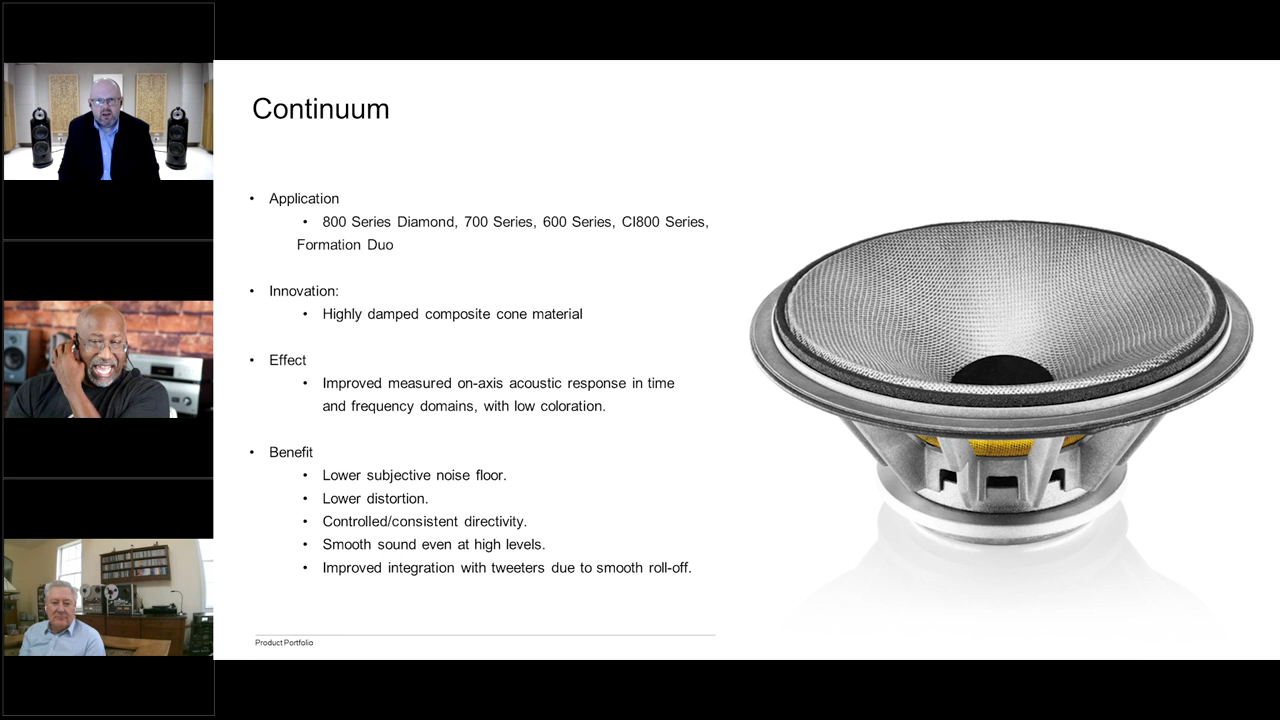 Continuum
• Application
• 800 Series Diamond, 700 Series, 600 Series, CI800 Series,
Formation Duo
• Innovation:
• Highly damped composite cone material
• Effect
• Improved measured on-axis acoustic response in time
and frequency domains, with low coloration.
• Benefit
• Lower subjective noise floor.
• Lower distortion.
• Controlled/consistent directivity.
• Smooth sound even at high levels.
• Improved integration with tweeters due to smooth roll-off.
Product Portfolio